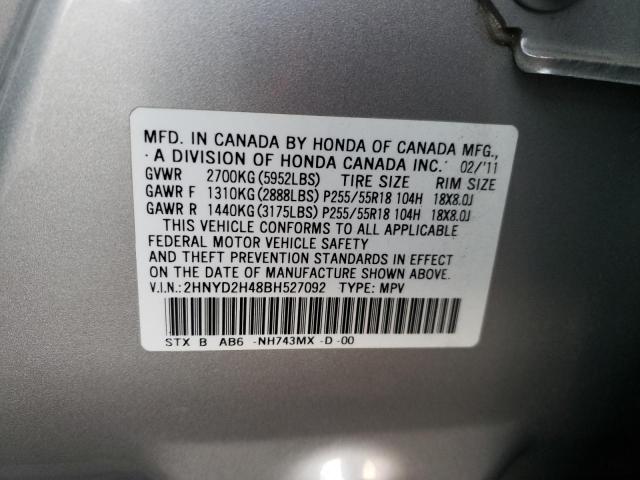 MFD. IN CANADA BY HONDA OF CANADA MFG.,
A DIVISION OF HONDA CANADA INC. 02/'11
GVWR 2700KG(5952LBS) TIRE SIZE RIM SIZE
GAWR F 1310KG(2888LBS)P255/55R18 104H 18X8.0J
GAWR R 1440KG(3175LBS)P255/55R18 104H 18X8.0J
THIS VEHICLE CONFORMS TO ALL APPLICABLE
FEDERAL MOTOR VEHICLE SAFETY
AND THEFT PREVENTION STANDARDS IN EFFECT
ON THE DATE OF MANUFACTURE SHOWN ABOVE.
V.I.N.:2HNYD2H48BH527092 TYPE: MPV
STX B AB6 -NH743MX -D -00